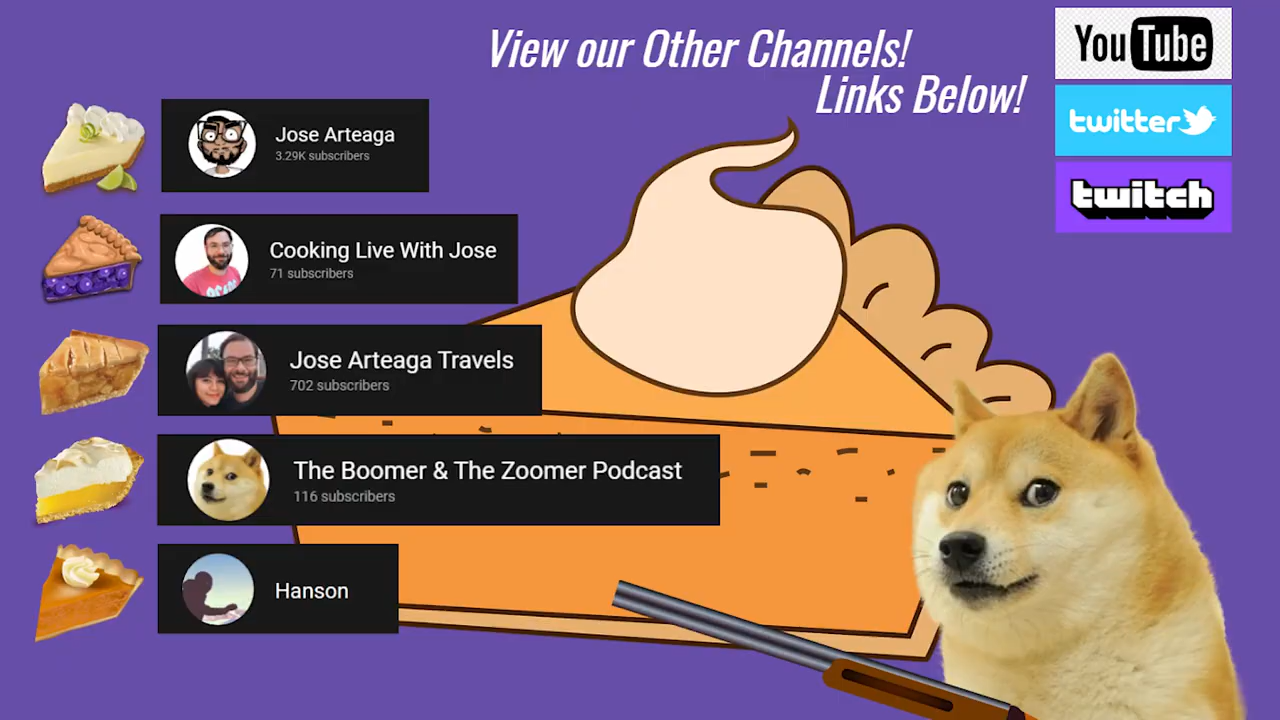 View our Other Channels!
Links Below!
YouTube
twitter
twitch
Jose Arteaga
3.29K subscribers
Cooking Live With Jose
71 subscribers
Jose Arteaga Travels
702 subscribers
The Boomer & The Zoomer Podcast
116 subscribers
Hanson